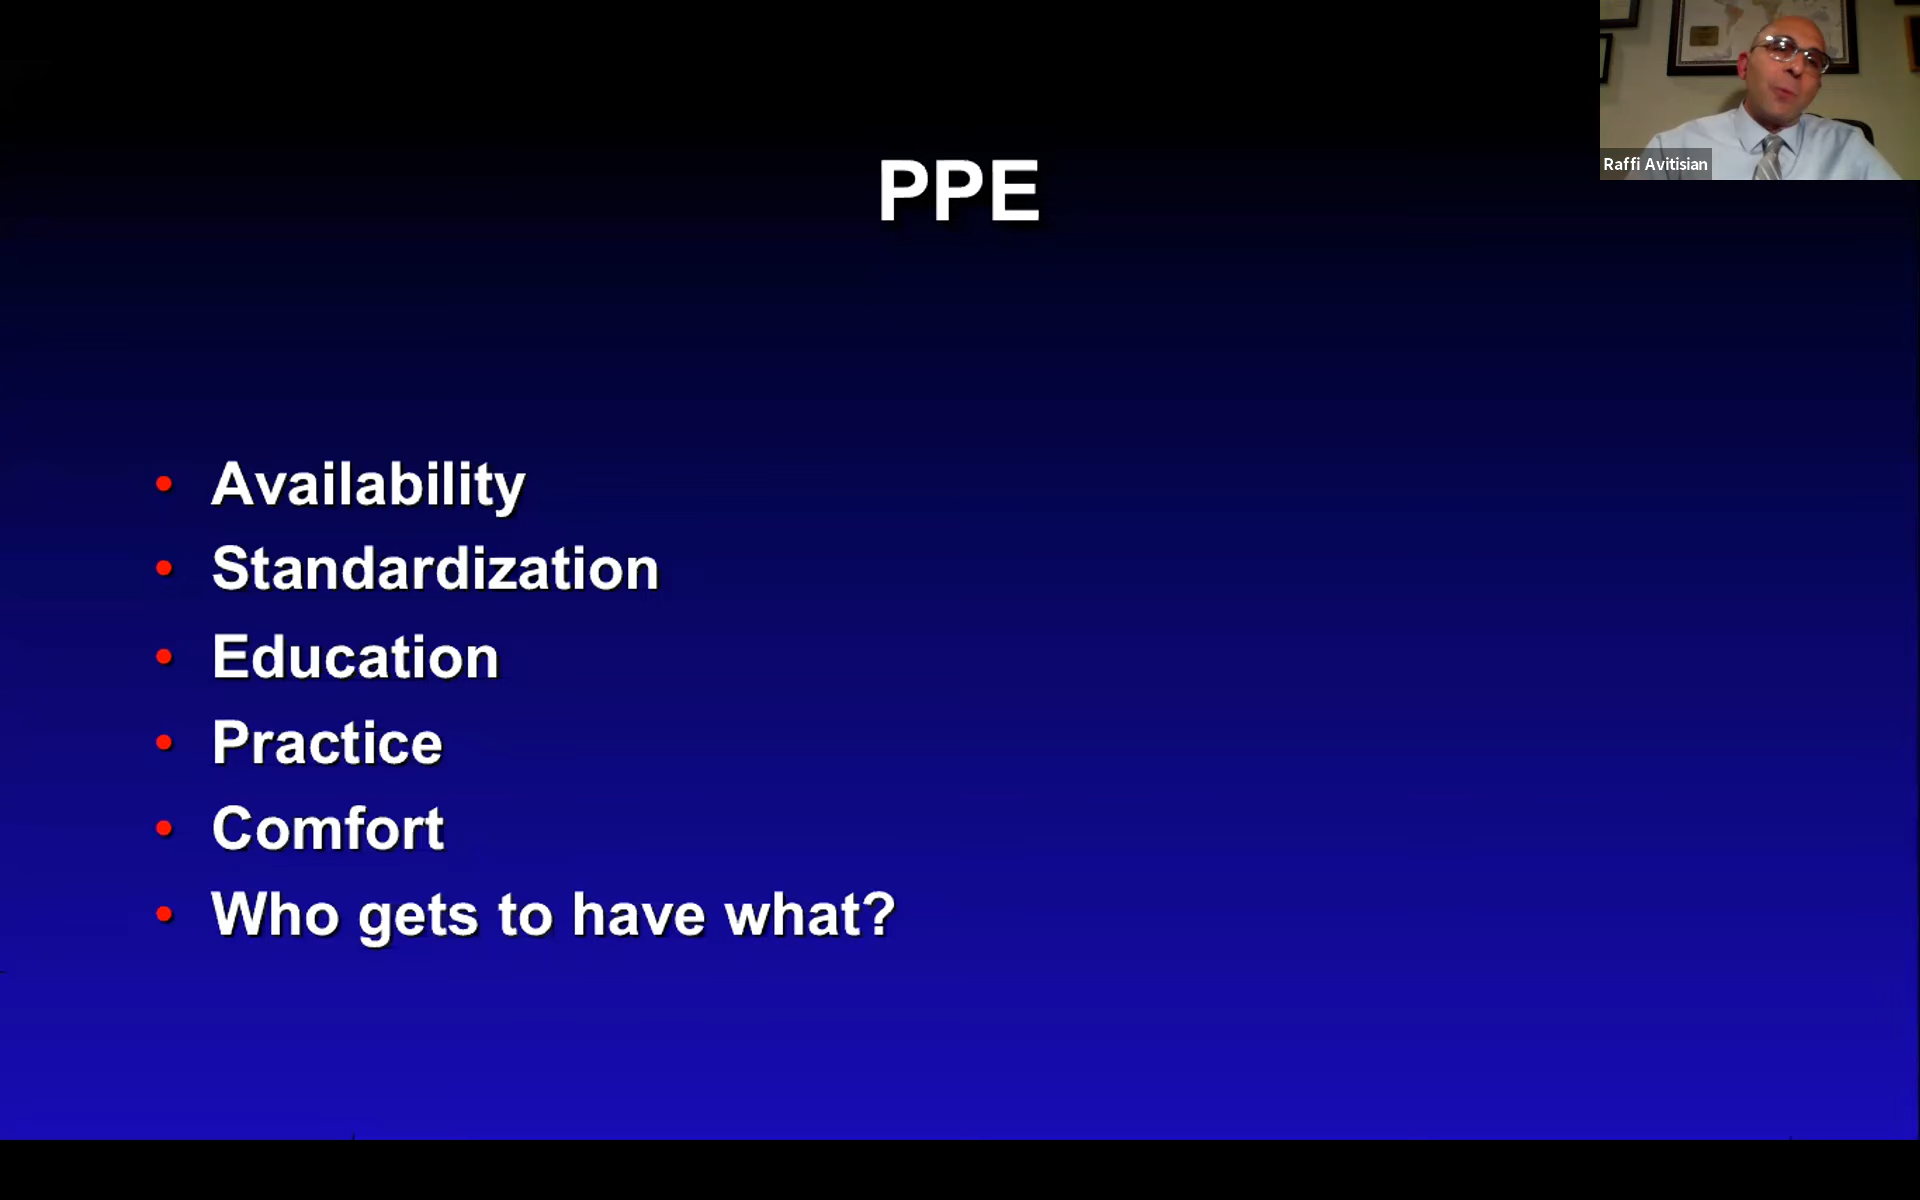 PPE
Raffi Avitisian
• Availability
• Standardization
• Education
• Practice
• Comfort
• Who gets to have what?